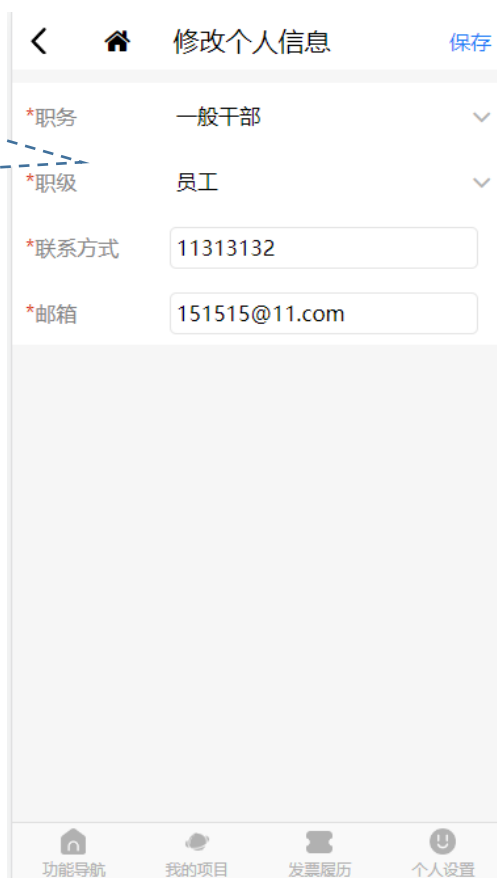 修改个人信息 保存
*职务 一般干部
*职级 员工
*联系方式 11313132
*邮箱 151515@11.com
功能导航 我的项目 发票履历 个人设置